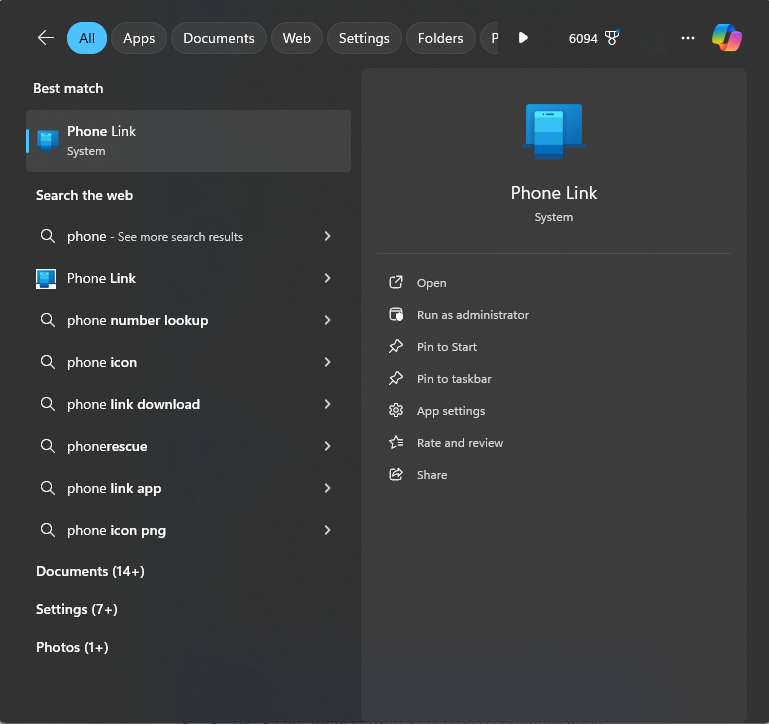 All
Apps
Documents
Web
Settings
Folders
P
6094
Best match
Phone Link
System
Search the web
phone - See more search results
Phone Link
phone number lookup
phone icon
phone link download
phonerescue
phone link app
phone icon png
Documents (14+)
Settings (7+)
Photos (1+)
Phone Link
System
Open
Run as administrator
Pin to Start
Pin to taskbar
App settings
Rate and review
Share